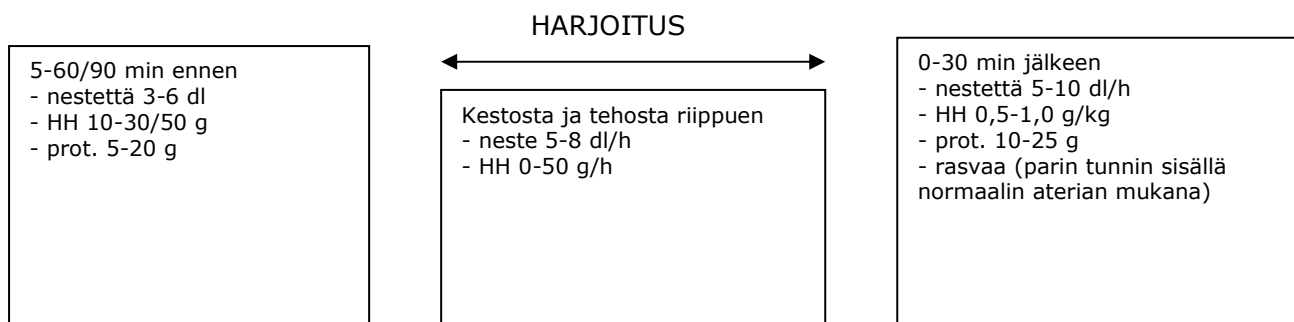 HARJOITUS
5-60/90 min ennen
- nestettä 3-6 dl
- HH 10-30/50 g
- prot. 5-20 g
Kestosta ja tehosta riippuen
- neste 5-8 dl/h
- HH 0-50 g/h
0-30 min jälkeen
- nestettä 5-10 dl/h
- HH 0,5-1,0 g/kg
- prot. 10-25 g
- rasvaa (parin tunnin sisällä
normaalin aterian mukana)